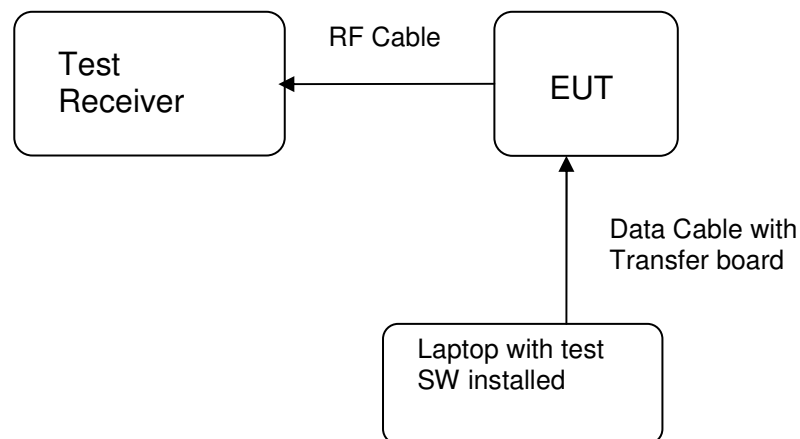 RF Cable
Test
Receiver
EUT
Data Cable with
Transfer board
Laptop with test
SW installed